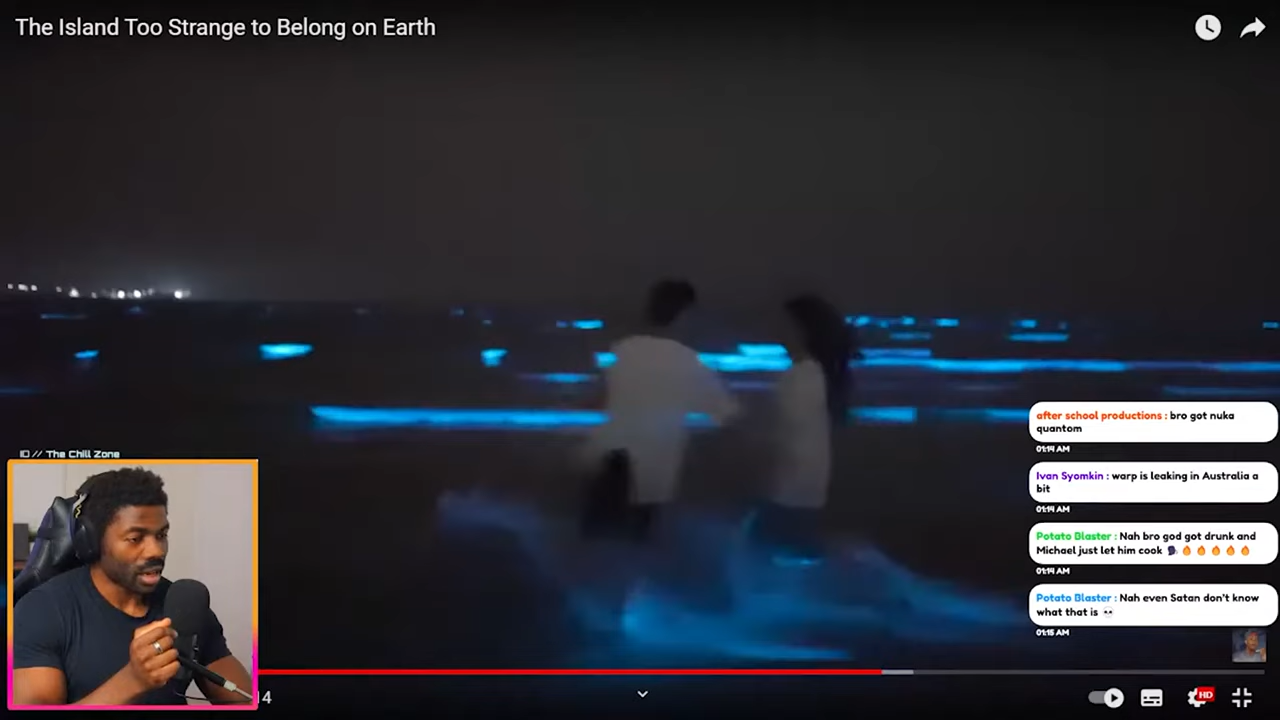 The Island Too Strange to Belong on Earth
ID // The Chill Zone
after school productions : bro got nuka
quantom
01:14 AM
Ivan Syomkin : warp is leaking in Australia a
bit
01:14 AM
Potato Blaster : Nah bro god got drunk and
Michael just let him cook 🗣️ 🔥 🔥 🔥 🔥 🔥
01:14 AM
Potato Blaster : Nah even Satan don't know
what that is 💀
01:15 AM
14
HD